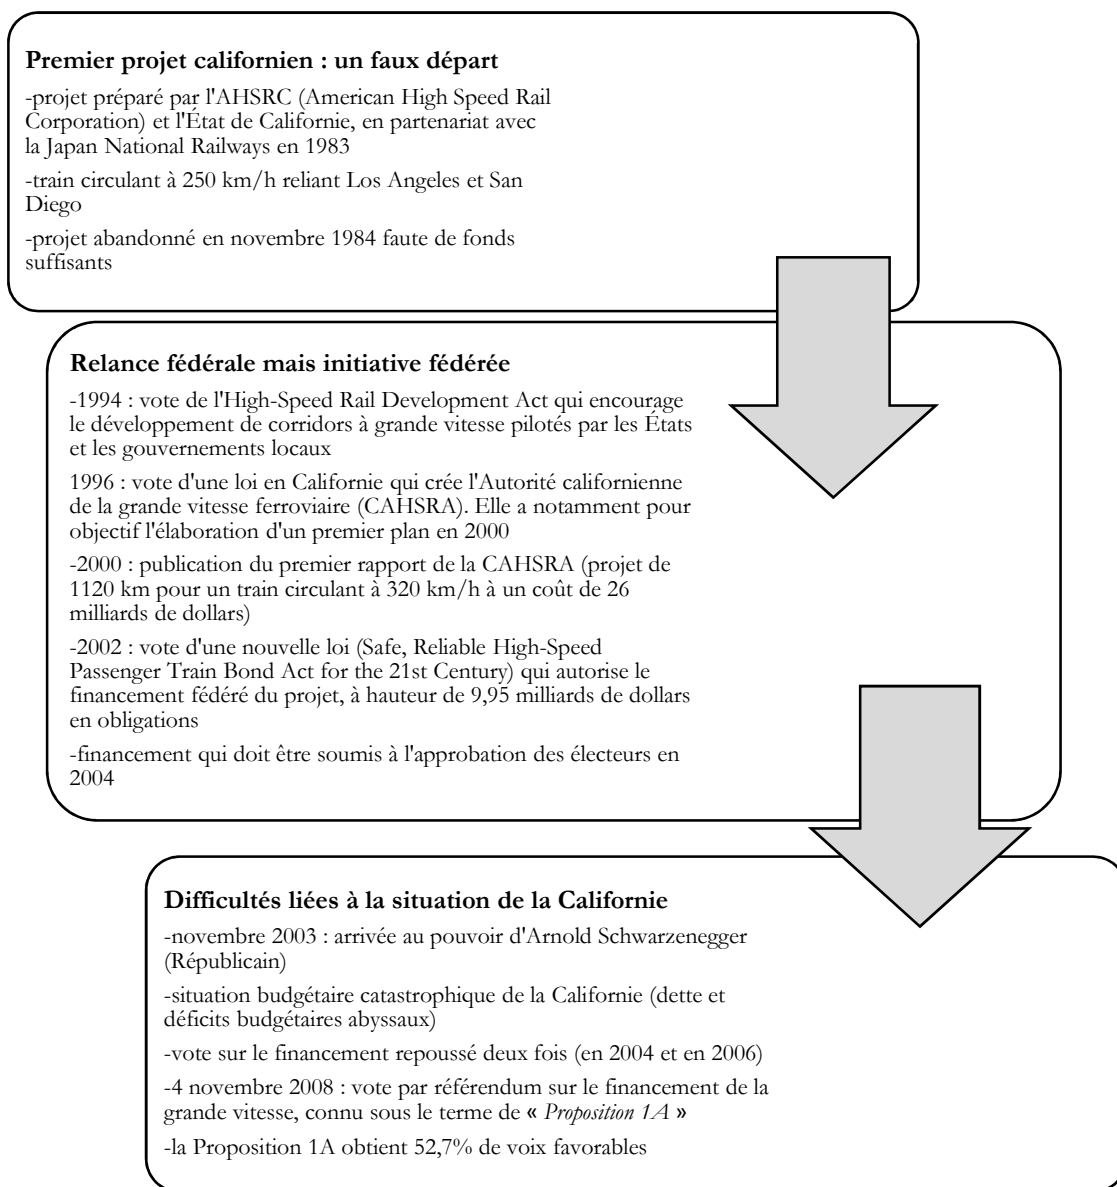 Premier projet californien : un faux départ
-projet préparé par l'AHSRC (American High Speed Rail
Corporation) et l'État de Californie, en partenariat avec
la Japan National Railways en 1983
-train circulant à 250 km/h reliant Los Angeles et San
Diego
-projet abandonné en novembre 1984 faute de fonds
suffisants
Relance fédérale mais initiative fédérée
-1994 : vote de l'High-Speed Rail Development Act qui encourage
le développement de corridors à grande vitesse pilotés par les États
et les gouvernements locaux
1996 : vote d'une loi en Californie qui crée l'Autorité californienne
de la grande vitesse ferroviaire (CAHSRA). Elle a notamment pour
objectif l'élaboration d'un premier plan en 2000
-2000 : publication du premier rapport de la CAHSRA (projet de
1120 km pour un train circulant à 320 km/h à un coût de 26
milliards de dollars)
-2002 : vote d'une nouvelle loi (Safe, Reliable High-Speed
Passenger Train Bond Act for the 21st Century) qui autorise le
financement fédéré du projet, à hauteur de 9,95 milliards de dollars
en obligations
-financement qui doit être soumis à l'approbation des électeurs en
2004
Difficultés liées à la situation de la Californie
-novembre 2003 : arrivée au pouvoir d'Arnold Schwarzenegger
(Républicain)
-situation budgétaire catastrophique de la Californie (dette et
déficits budgétaires abyssaux)
-vote sur le financement repoussé deux fois (en 2004 et en 2006)
-4 novembre 2008 : vote par référendum sur le financement de la
grande vitesse, connu sous le terme de « Proposition 1A »
-la Proposition 1A obtient 52,7% de voix favorables